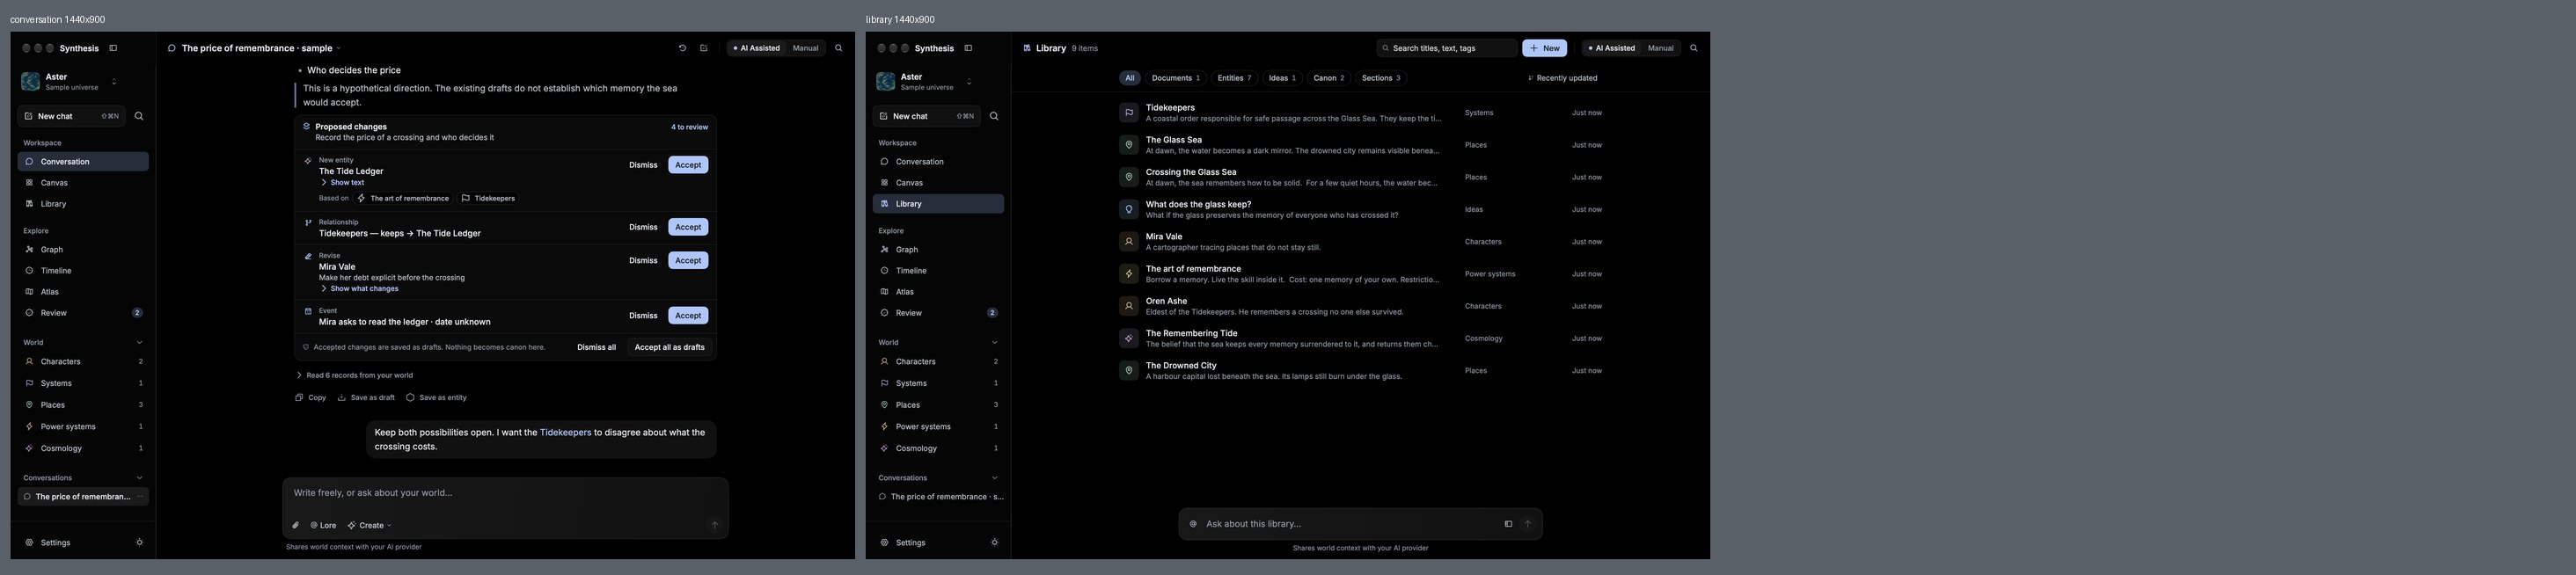 conversation 1440x900
Synthesis
Aster
Sample universe
New chat
⇧⌘N
Workspace
Conversation
Canvas
Library
Explore
Graph
Timeline
Atlas
Review 2
World
Characters 2
Systems 1
Places 3
Power systems 1
Cosmology 1
Conversations
The price of remembran...
Settings
The price of remembrance · sample
AI Assisted
Manual
• Who decides the price
This is a hypothetical direction. The existing drafts do not establish which memory the sea
would accept.
Proposed changes
4 to review
Record the price of a crossing and who decides it
New entity
The Tide Ledger
Dismiss
Accept
Show text
Based on
The art of remembrance
Tidekeepers
Relationship
Tidekeepers — keeps → The Tide Ledger
Dismiss
Accept
Revise
Mira Vale
Dismiss
Accept
Make her debt explicit before the crossing
Show what changes
Event
Mira asks to read the ledger · date unknown
Dismiss
Accept
Accepted changes are saved as drafts. Nothing becomes canon here.
Dismiss all
Accept all as drafts
Read 6 records from your world
Copy
Save as draft
Save as entity
Keep both possibilities open. I want the Tidekeepers to disagree about what the
crossing costs.
Write freely, or ask about your world...
@ Lore
Create
Shares world context with your AI provider
library 1440x900
Synthesis
Aster
Sample universe
New chat
⇧⌘N
Workspace
Conversation
Canvas
Library
Explore
Graph
Timeline
Atlas
Review 2
World
Characters 2
Systems 1
Places 3
Power systems 1
Cosmology 1
Conversations
The price of remembrance · s...
Settings
Library 9 items
Search titles, text, tags
+ New
AI Assisted
Manual
All
Documents 1
Entities 7
Ideas 1
Canon 2
Sections 3
Recently updated
Tidekeepers
A coastal order responsible for safe passage across the Glass Sea. They keep the ti...
Systems
Just now
The Glass Sea
At dawn, the water becomes a dark mirror. The drowned city remains visible benea...
Places
Just now
Crossing the Glass Sea
At dawn, the sea remembers how to be solid. For a few quiet hours, the water bec...
Places
Just now
What does the glass keep?
What if the glass preserves the memory of everyone who has crossed it?
Ideas
Just now
Mira Vale
A cartographer tracing places that do not stay still.
Characters
Just now
The art of remembrance
Borrow a memory. Live the skill inside it. Cost: one memory of your own. Restrictio...
Power systems
Just now
Oren Ashe
Eldest of the Tidekeepers. He remembers a crossing no one else survived.
Characters
Just now
The Remembering Tide
The belief that the sea keeps every memory surrendered to it, and returns them ch...
Cosmology
Just now
The Drowned City
A harbour capital lost beneath the sea. Its lamps still burn under the glass.
Places
Just now
@ Ask about this library...
Shares world context with your AI provider